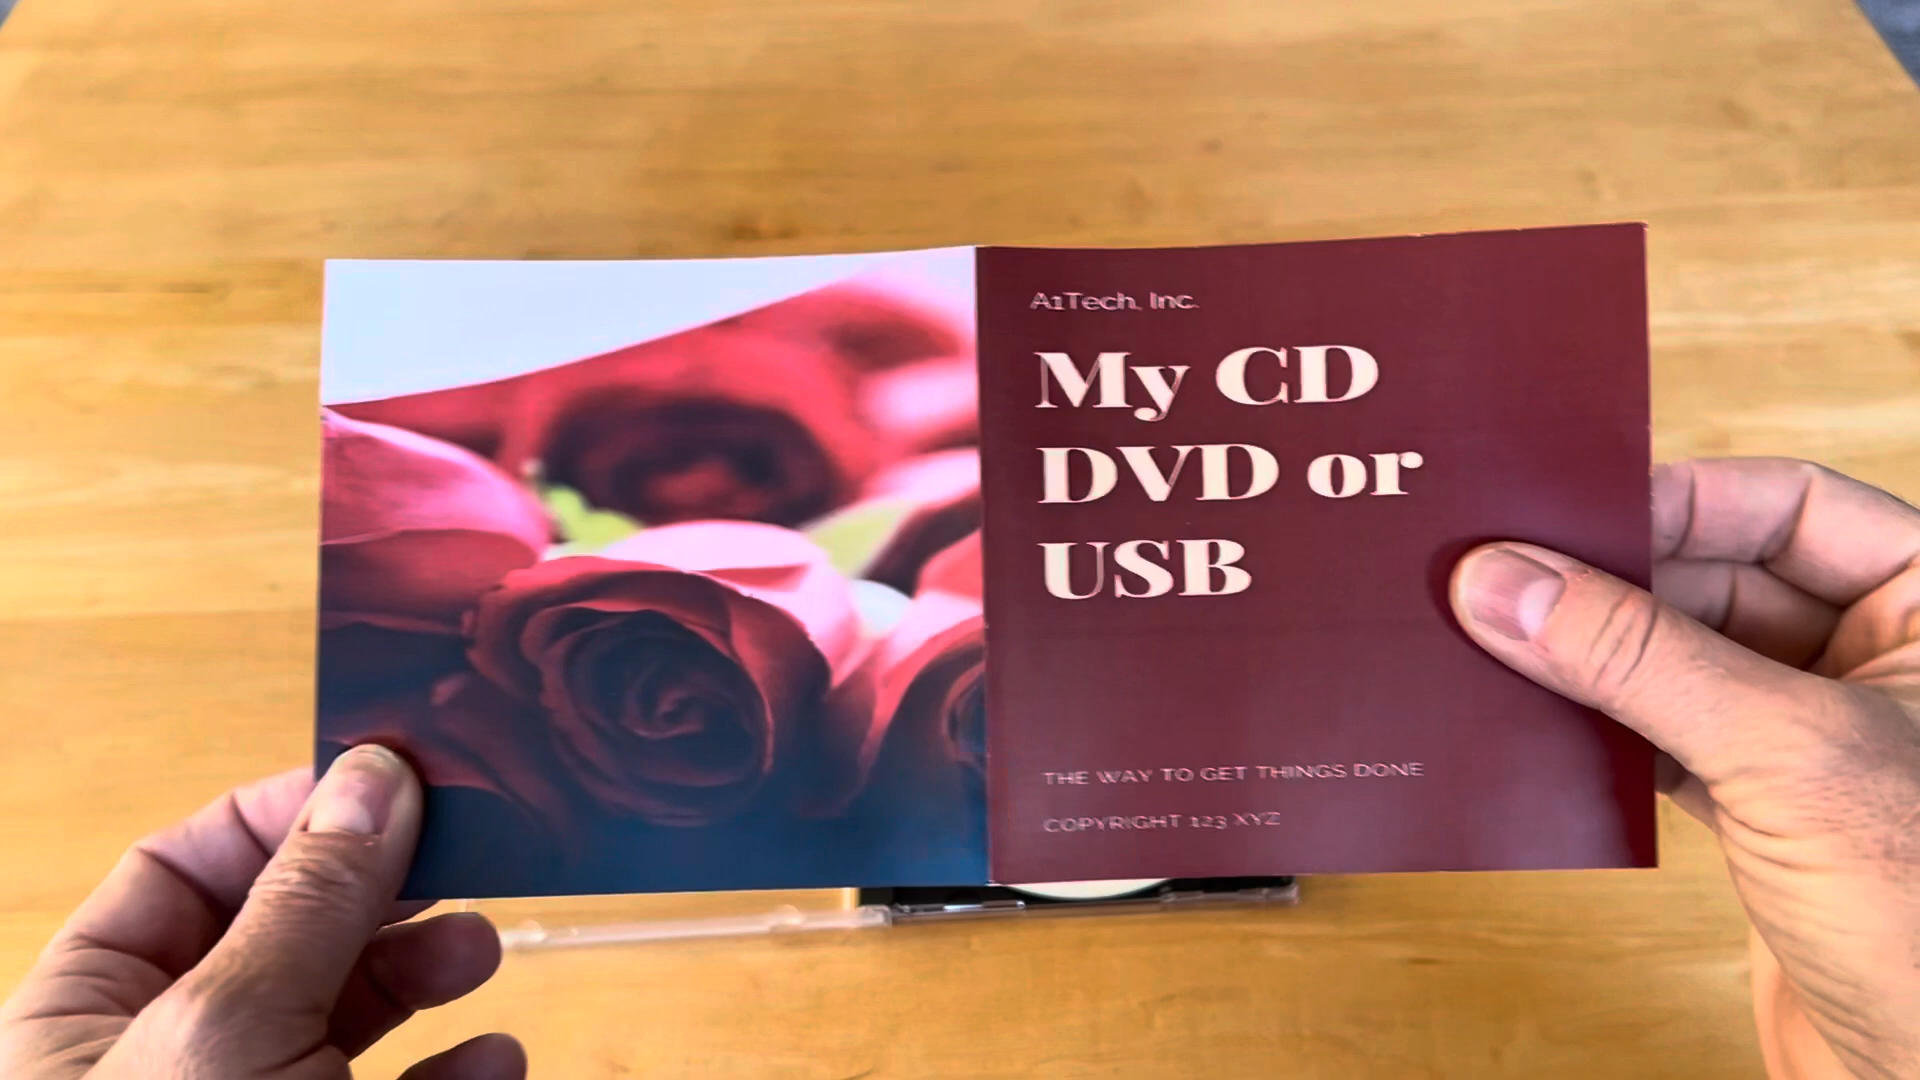 A1Tech, Inc.
My CD
DVD or
USB
THE WAY TO GET THINGS DONE
COPYRIGHT 123 XYZ